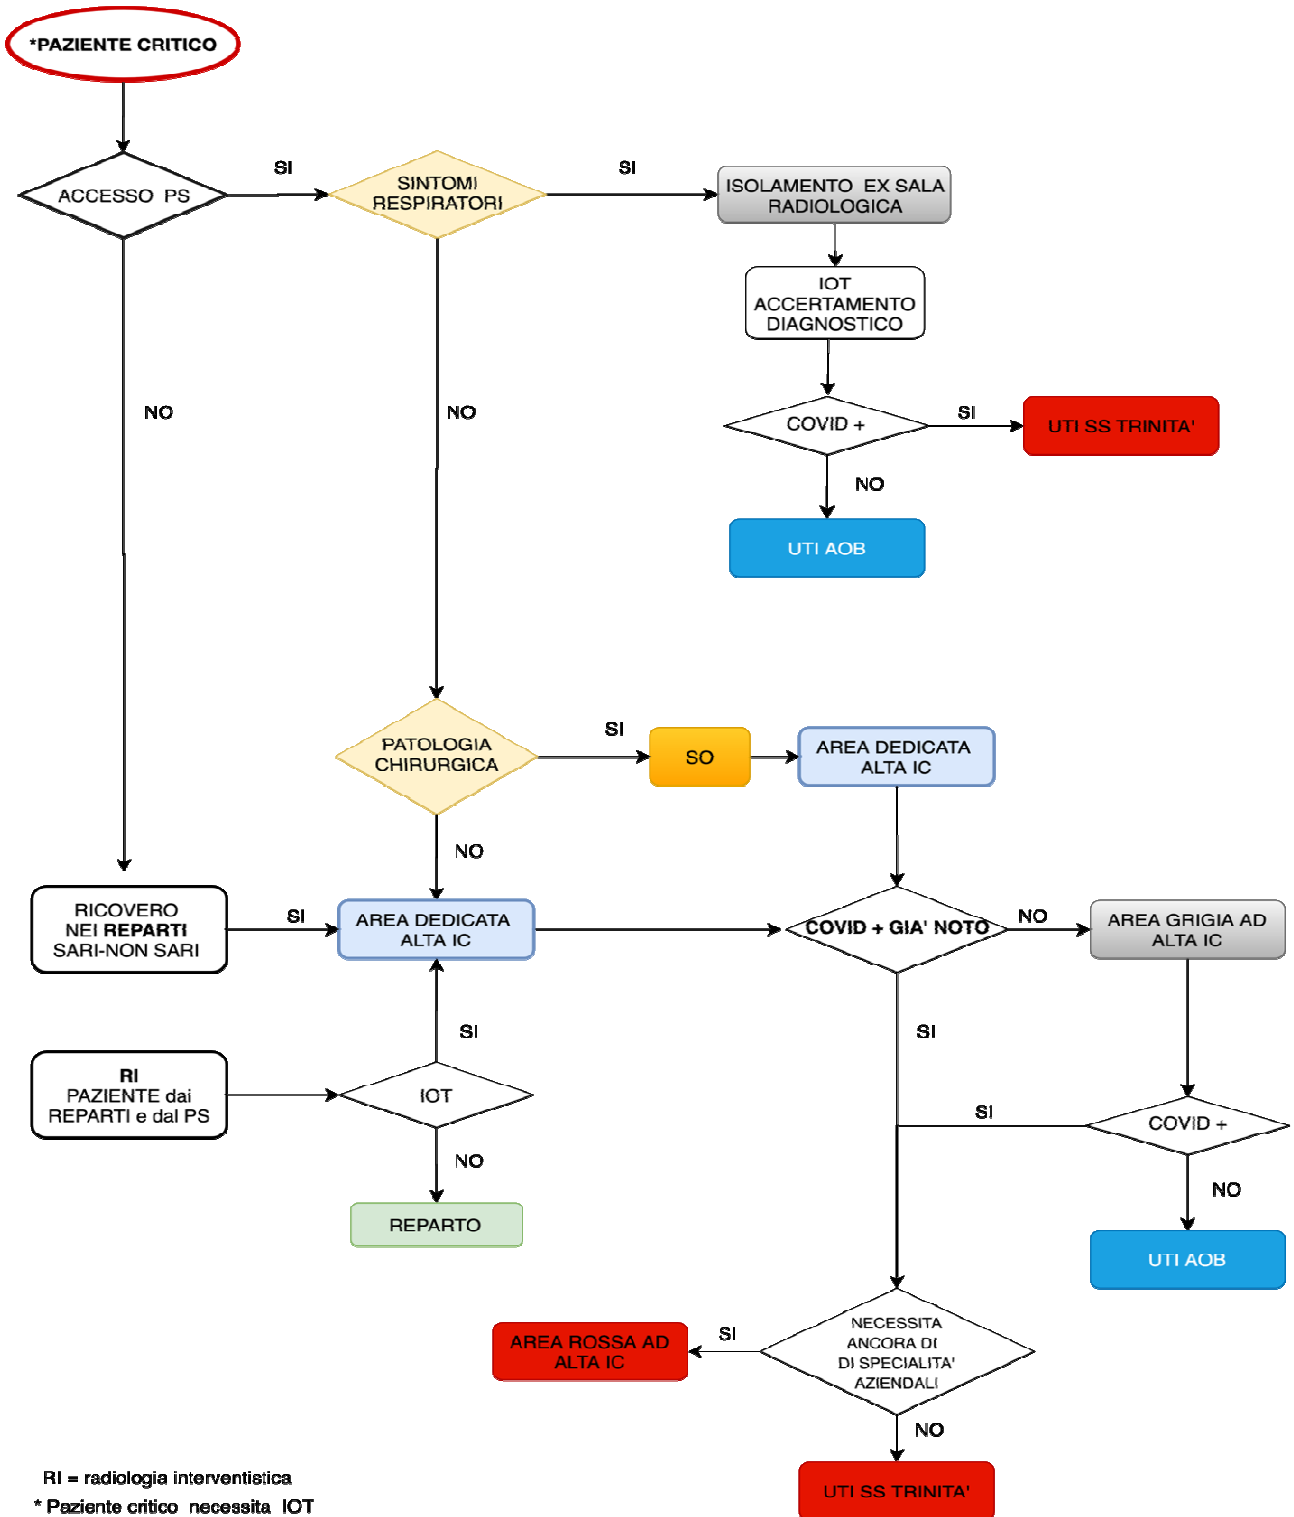 *PAZIENTE CRITICO
ACCESSO PS
SI
SINTOMI
RESPIRATORI
SI
ISOLAMENTO EX SALA
RADIOLOGICA
IOT
ACCERTAMENTO
DIAGNOSTICO
NO
NO
COVID +
SI
UTI SS TRINITA'
NO
UTI AOB
PATOLOGIA
CHIRURGICA
SI
SO
AREA DEDICATA
ALTA IC
NO
RICOVERO
NEI REPARTI
SARI-NON SARI
SI
AREA DEDICATA
ALTA IC
COVID + GIA' NOTO
NO
AREA GRIGIA AD
ALTA IC
SI
SI
RI
PAZIENTE dai
REPARTI e dal PS
IOT
SI
COVID +
NO
NO
REPARTO
UTI AOB
NECESSITA
ANCORA DI
DI SPECIALITA'
AZIENDALI
SI
AREA ROSSA AD
ALTA IC
NO
UTI SS TRINITA'
RI = radiologia interventistica
* Paziente critico necessita IOT